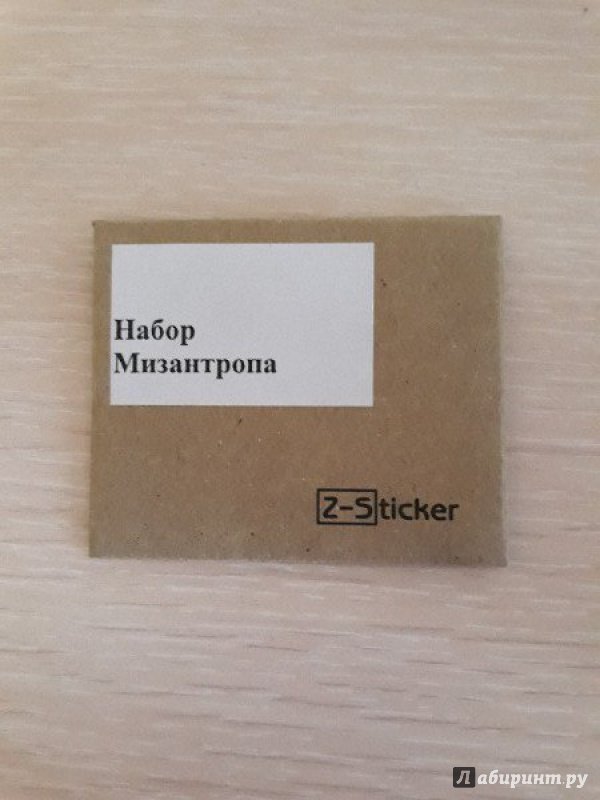 Набор
Мизантропа
Z-Sticker
Лабиринт.ру